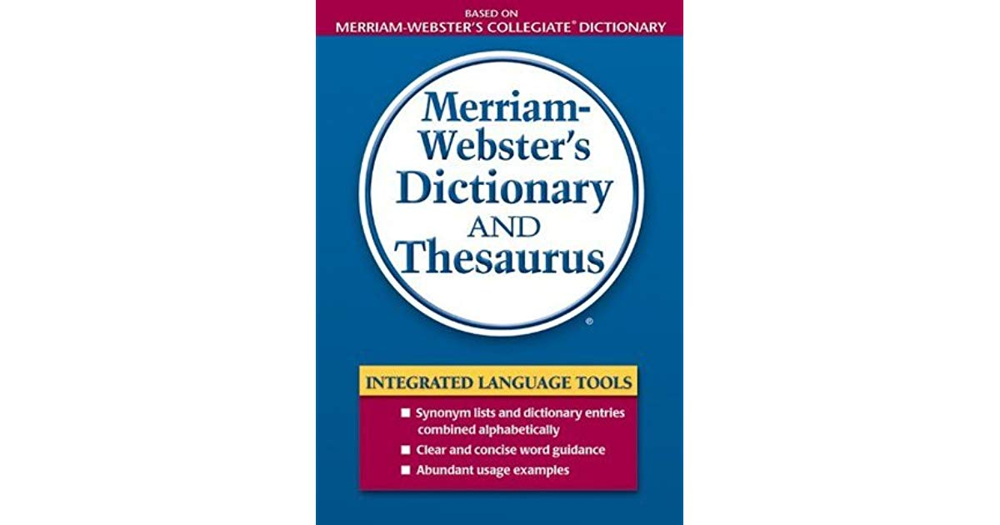 BASED ON
MERRIAM-WEBSTER'S COLLEGIATE® DICTIONARY
Merriam-
Webster's
Dictionary
AND
Thesaurus
®
INTEGRATED LANGUAGE TOOLS
■ Synonym lists and dictionary entries
combined alphabetically
■ Clear and concise word guidance
■ Abundant usage examples